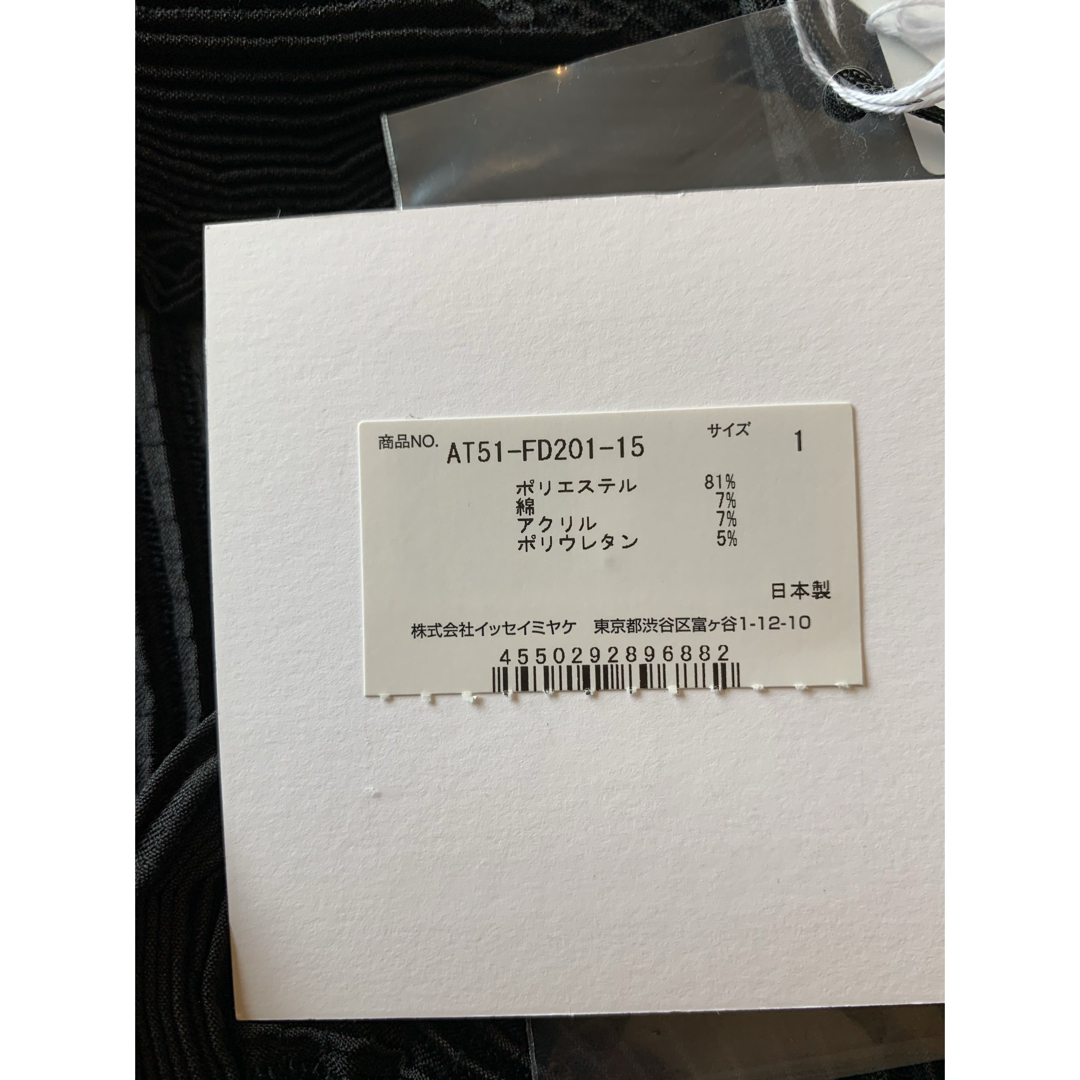 商品NO. AT51-FD201-15 サイズ 1
ポリエステル 81%
綿 7%
アクリル 7%
ポリウレタン 5%
日本製
株式会社イッセイミヤケ 東京都渋谷区富ヶ谷1-12-10
4550292896882